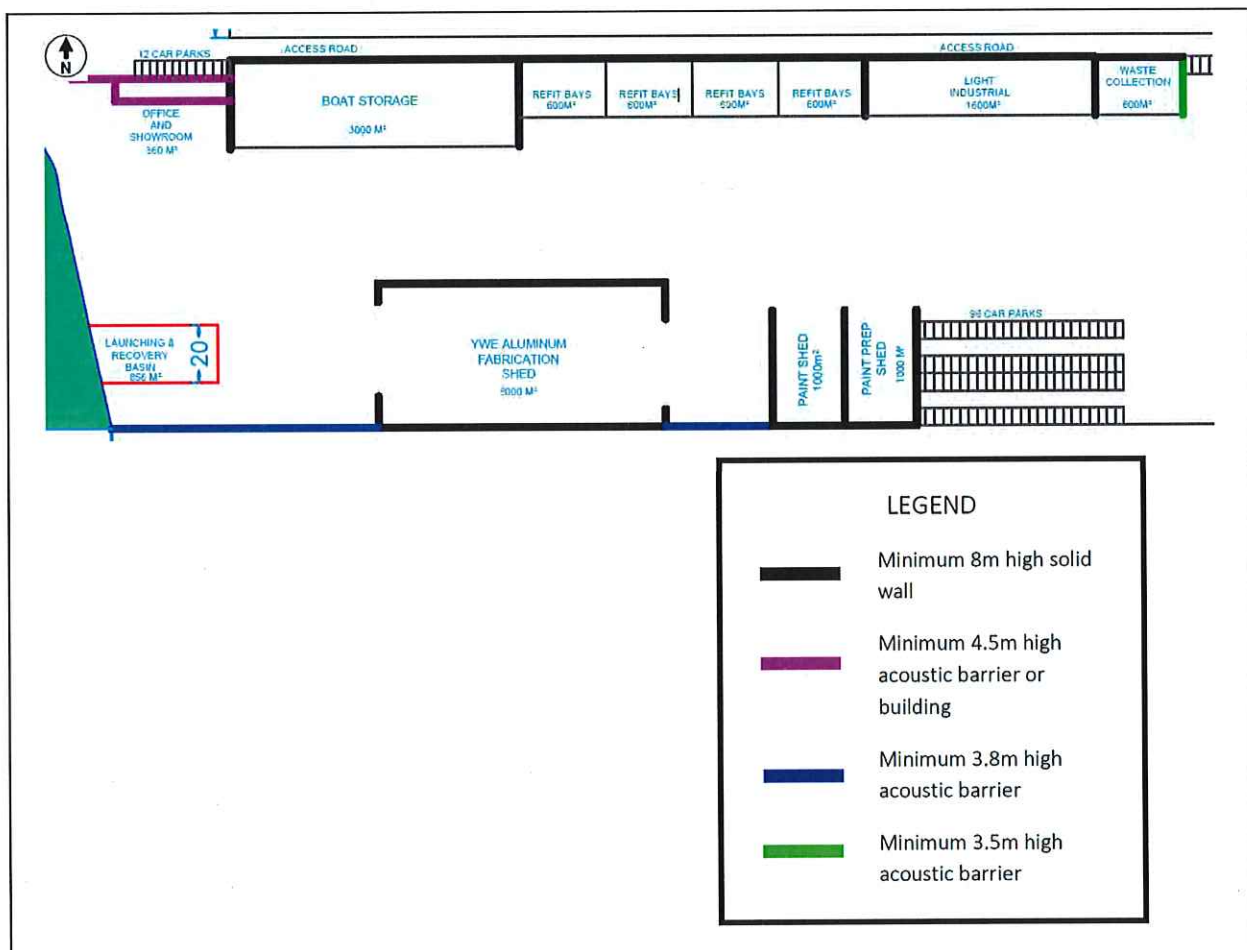 N
12 CAR PARKS
ACCESS ROAD
ACCESS ROAD
OFFICE
AND
SHOWROOM
360 M²
BOAT STORAGE
3000 M²
REFIT BAYS
600M²
REFIT BAYS
600M²
REFIT BAYS
600M²
REFIT BAYS
600M²
LIGHT
INDUSTRIAL
1600M²
WASTE
COLLECTION
600M²
LAUNCHING &
RECOVERY
BASIN
856 M²
20
YWE ALUMINUM
FABRICATION
SHED
PAINT SHED
1000m²
PAINT PREP
SHED
1000 M²
96 CAR PARKS
LEGEND
Minimum 8m high solid
wall
Minimum 4.5m high
acoustic barrier or
building
Minimum 3.8m high
acoustic barrier
Minimum 3.5m high
acoustic barrier